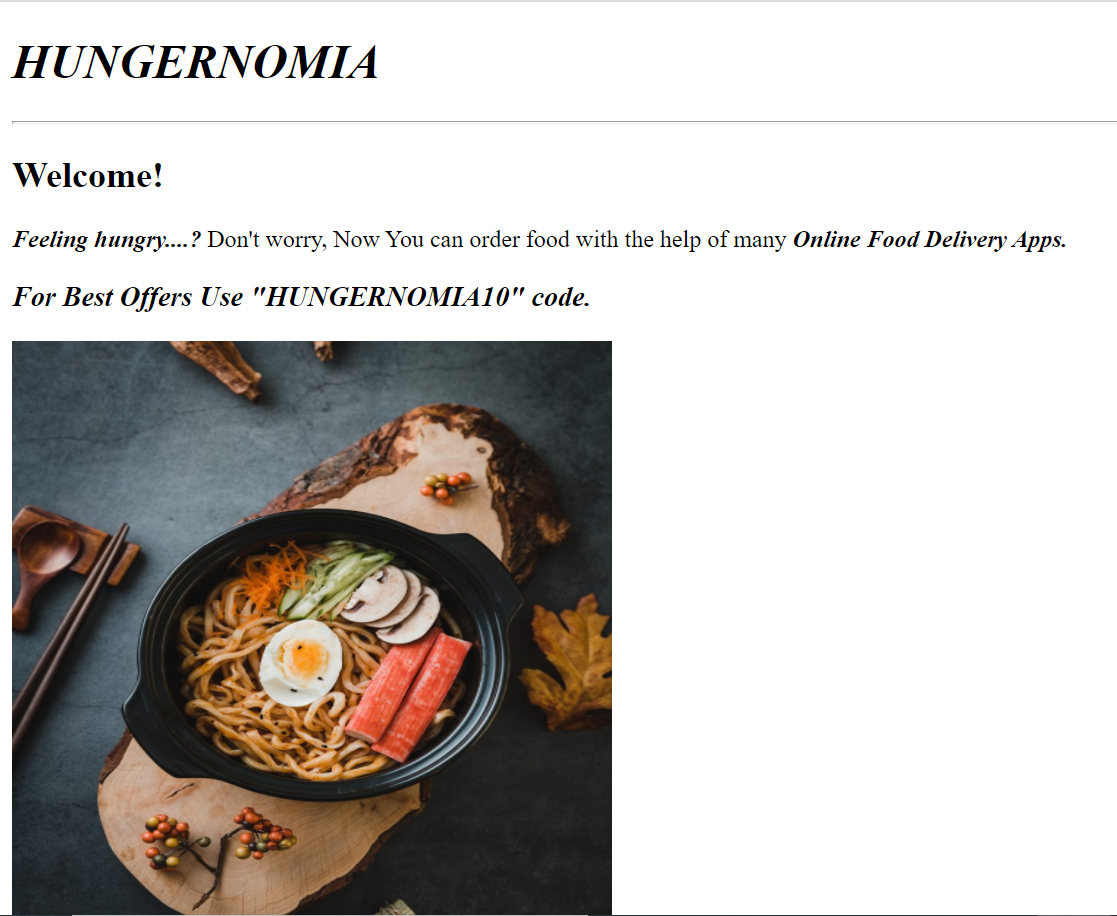 HUNGERNOMIA
Welcome!
Feeling hungry....? Don't worry, Now You can order food with the help of many Online Food Delivery Apps.
For Best Offers Use "HUNGERNOMIA10" code.